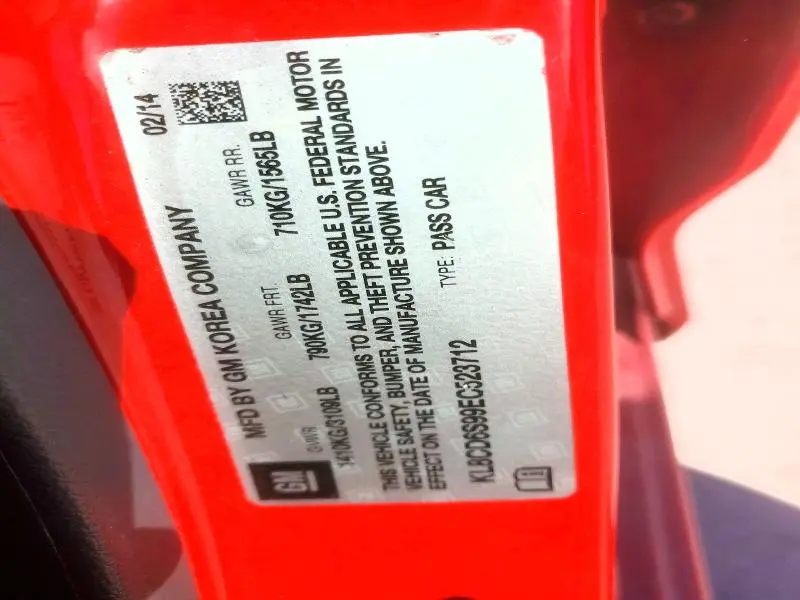 MFD BY GM KOREA COMPANY 02/14
GM
GVWR GAWR FRT. GAWR RR.
1410KG/3109LB 790KG/1742LB 710KG/1565LB
THIS VEHICLE CONFORMS TO ALL APPLICABLE U.S. FEDERAL MOTOR
VEHICLE SAFETY, BUMPER, AND THEFT PREVENTION STANDARDS IN
EFFECT ON THE DATE OF MANUFACTURE SHOWN ABOVE.
TYPE: PASS CAR
KL8CD6S99EC523712